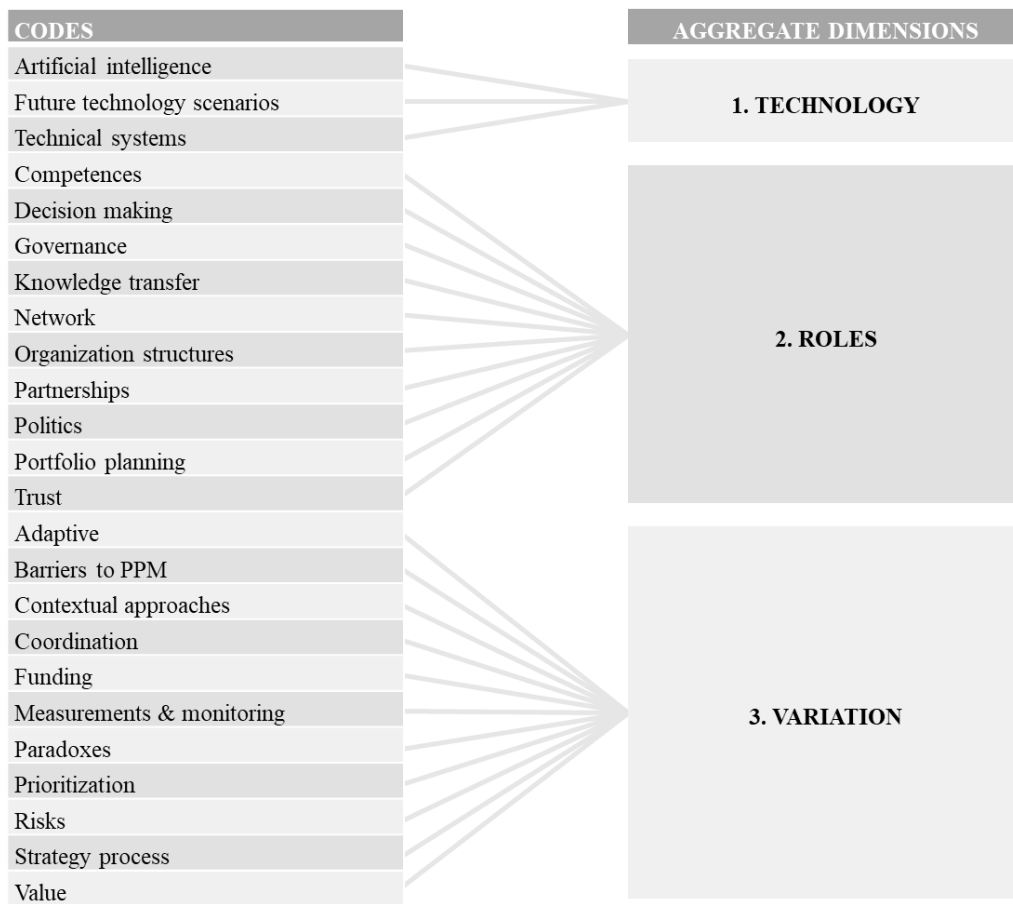 CODES
Artificial intelligence
Future technology scenarios
Technical systems
Competences
Decision making
Governance
Knowledge transfer
Network
Organization structures
Partnerships
Politics
Portfolio planning
Trust
Adaptive
Barriers to PPM
Contextual approaches
Coordination
Funding
Measurements & monitoring
Paradoxes
Prioritization
Risks
Strategy process
Value
AGGREGATE DIMENSIONS
1. TECHNOLOGY
2. ROLES
3. VARIATION